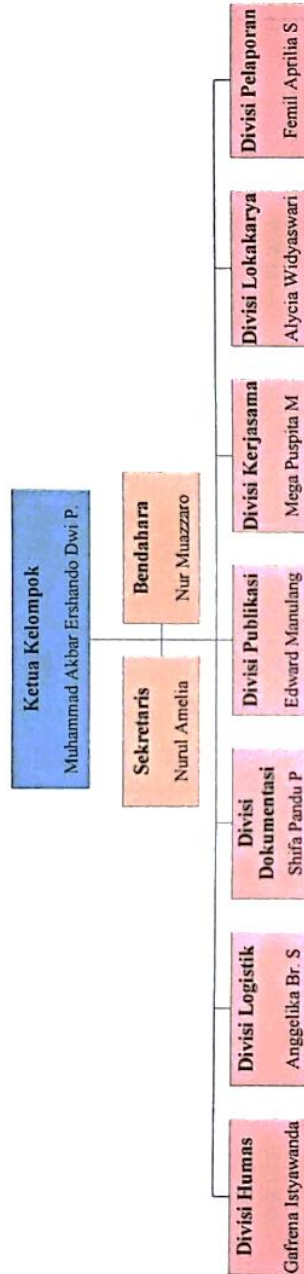 Ketua Kelompok
Muhammad Akbar Ershando Dwi P.
Sekretaris
Nurul Amelia
Bendahara
Nur Muazzaro
Divisi Humas
Gafrena Istyawanda
Divisi Logistik
Anggelika Br. S
Divisi
Dokumentasi
Shifa Pandu P
Divisi Publikasi
Edward Manulang
Divisi Kerjasama
Mega Puspita M
Divisi Lokakarya
Alycia Widyaswari
Divisi Pelaporan
Femil Aprilia S